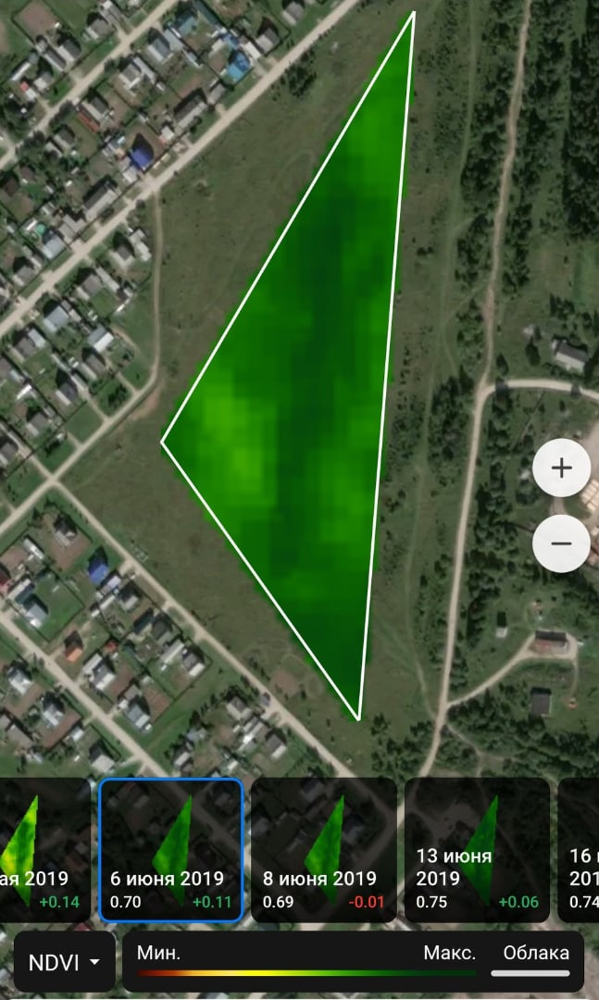 +
−
ая 2019
+0.14
6 июня 2019
0.70 +0.11
8 июня 2019
0.69 -0.01
13 июня
2019
0.75 +0.06
16 и
201
0.74
NDVI
Мин. Макс. Облака